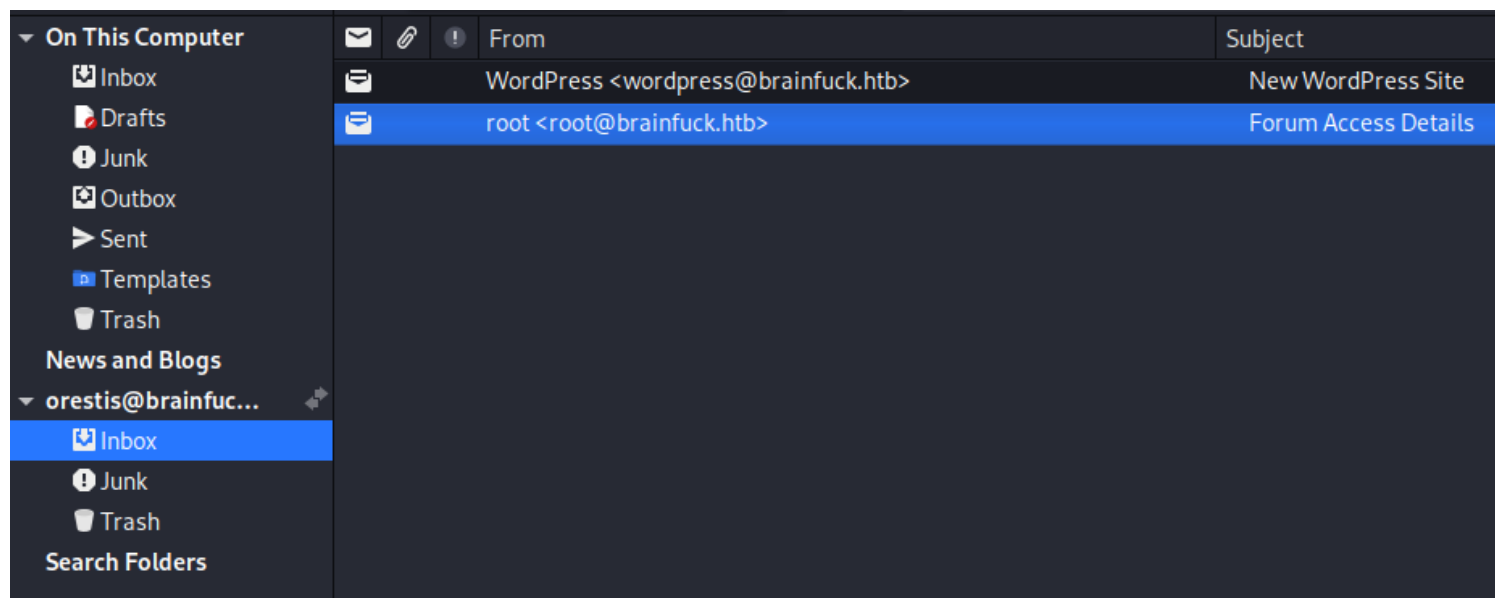 On This Computer
Inbox
Drafts
Junk
Outbox
Sent
Templates
Trash
News and Blogs
orestis@brainfuc...
Inbox
Junk
Trash
Search Folders
From Subject
WordPress <wordpress@brainfuck.htb> New WordPress Site
root <root@brainfuck.htb> Forum Access Details